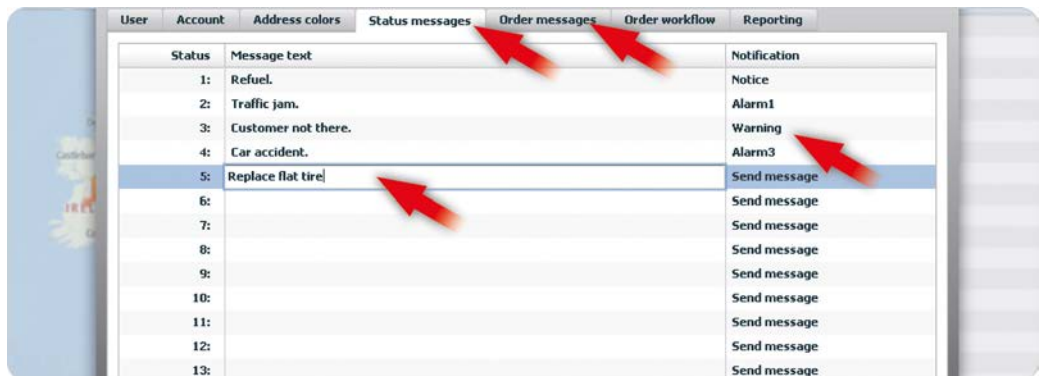 User Account Address colors Status messages Order messages Order workflow Reporting
Status Message text Notification
1: Refuel. Notice
2: Traffic jam. Alarm1
3: Customer not there. Warning
4: Car accident. Alarm3
5: Replace flat tire Send message
6: Send message
7: Send message
8: Send message
9: Send message
10: Send message
11: Send message
12: Send message
13: Send message